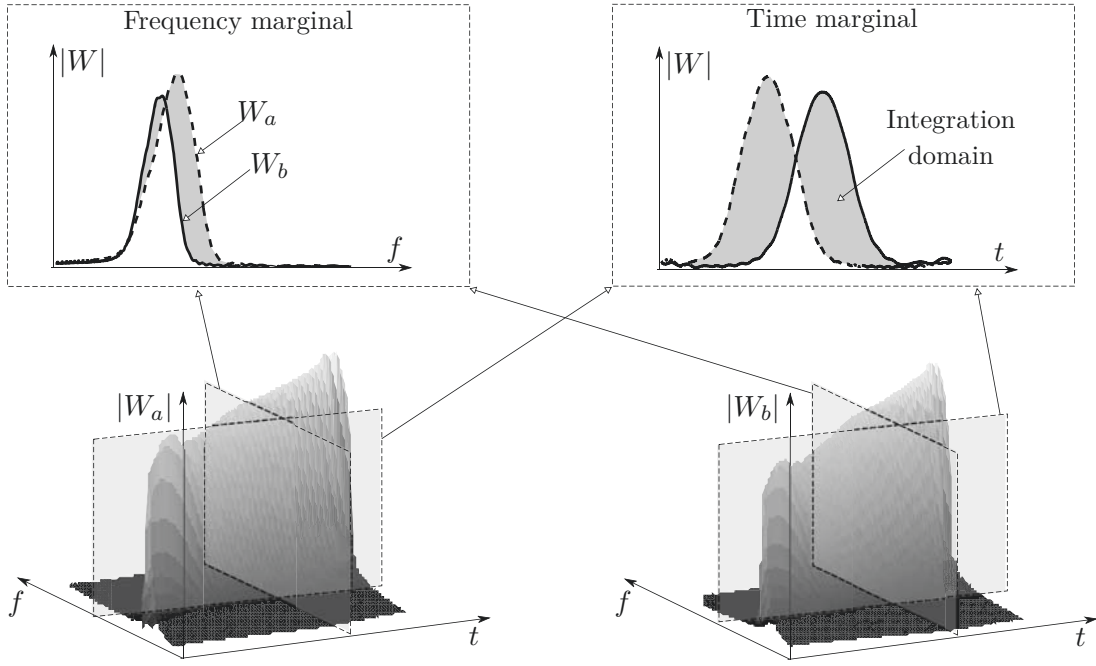 Frequency marginal
|W|
W_a
W_b
f
Time marginal
|W|
Integration
domain
t
|W_a|
f
t
|W_b|
f
t